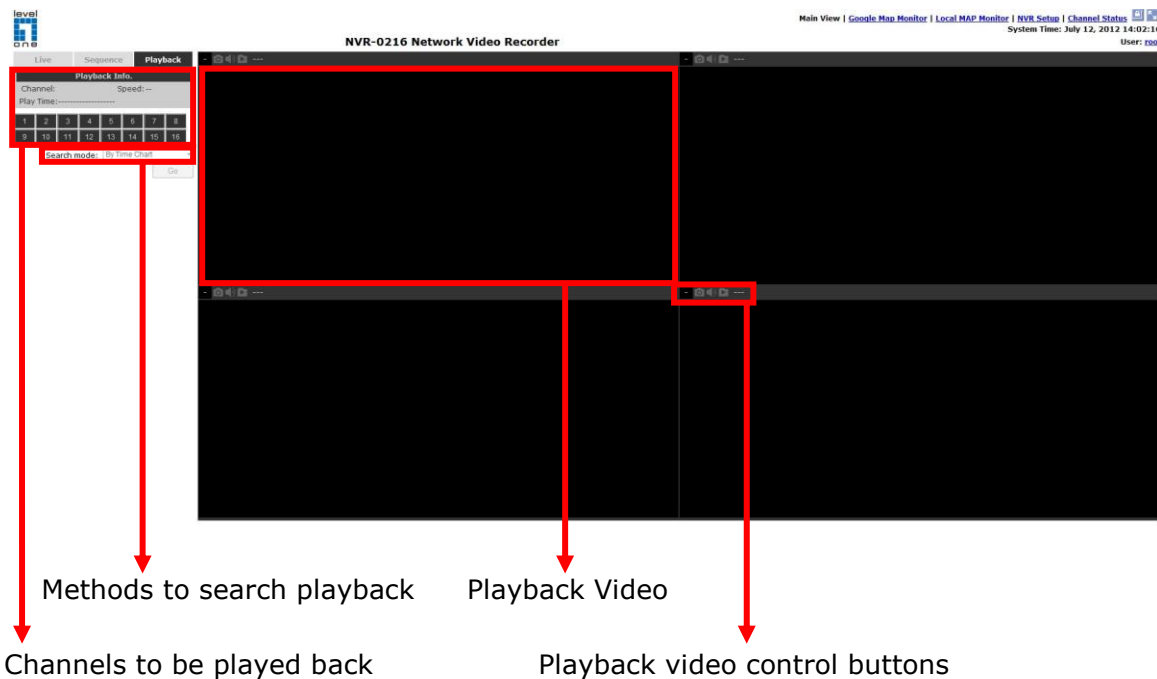 level
one
Main View | Google Map Monitor | Local MAP Monitor | NVR Setup | Channel Status
System Time: July 12, 2012 14:02:16
User: roo
NVR-0216 Network Video Recorder
Live Sequence Playback
- ---
- ---
Playback Info.
Channel: Speed: --
Play Time:-------------------
1 2 3 4 5 6 7 8
9 10 11 12 13 14 15 16
Search mode: By Time Chart
Go
- ---
- ---
Methods to search playback
Playback Video
Channels to be played back
Playback video control buttons